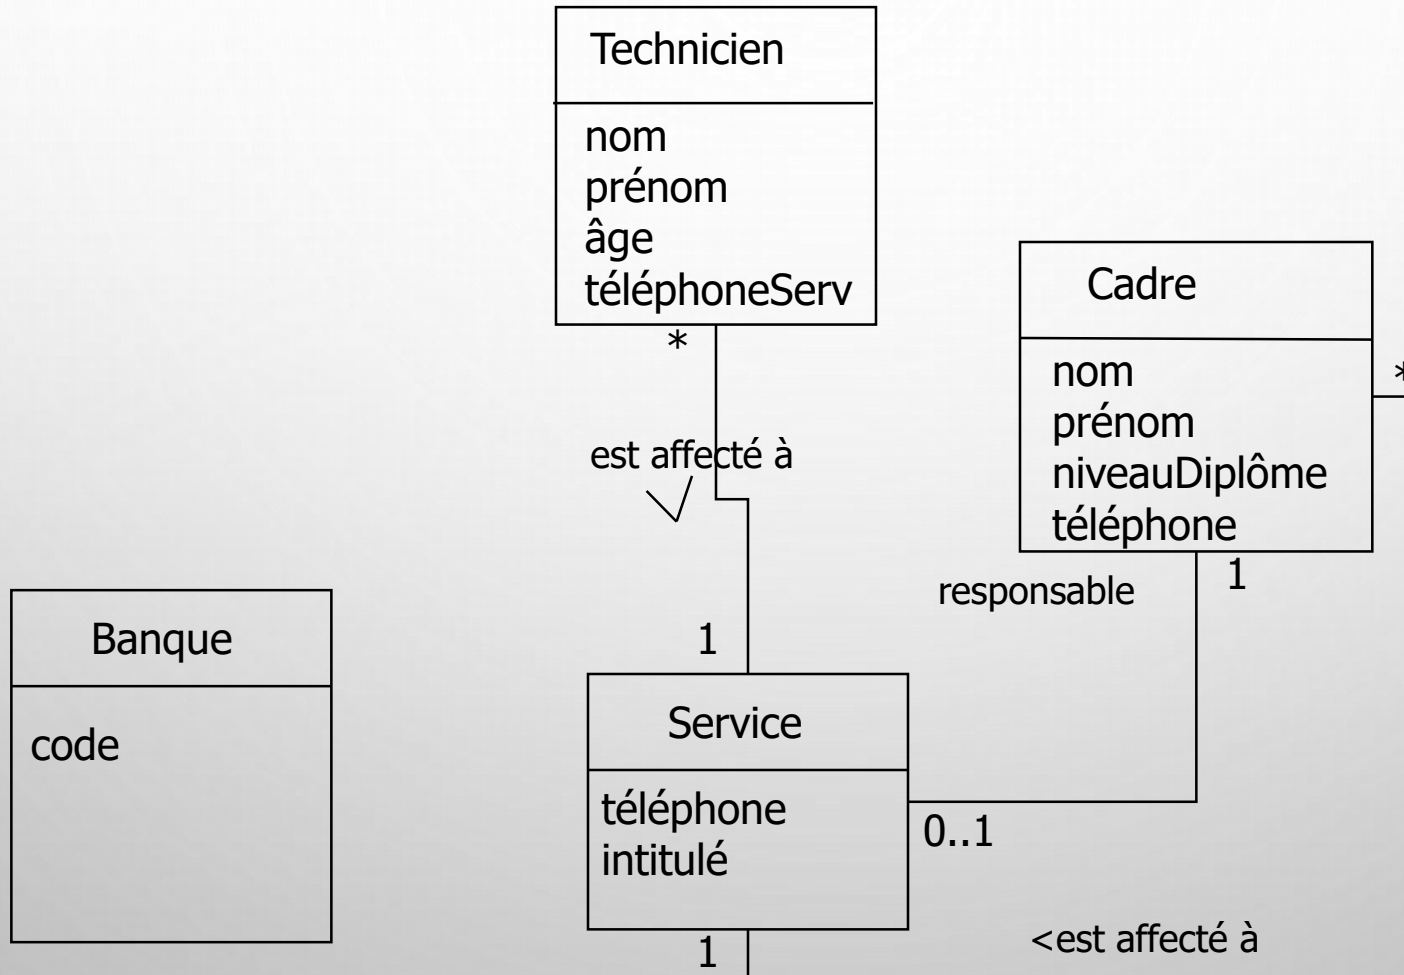 Technicien
nom
prénom
âge
téléphoneServ
*
est affecté à
1
Cadre
nom
prénom
niveauDiplôme
téléphone
*
1
responsable
Banque
code
Service
téléphone
intitulé
0..1
1
<est affecté à